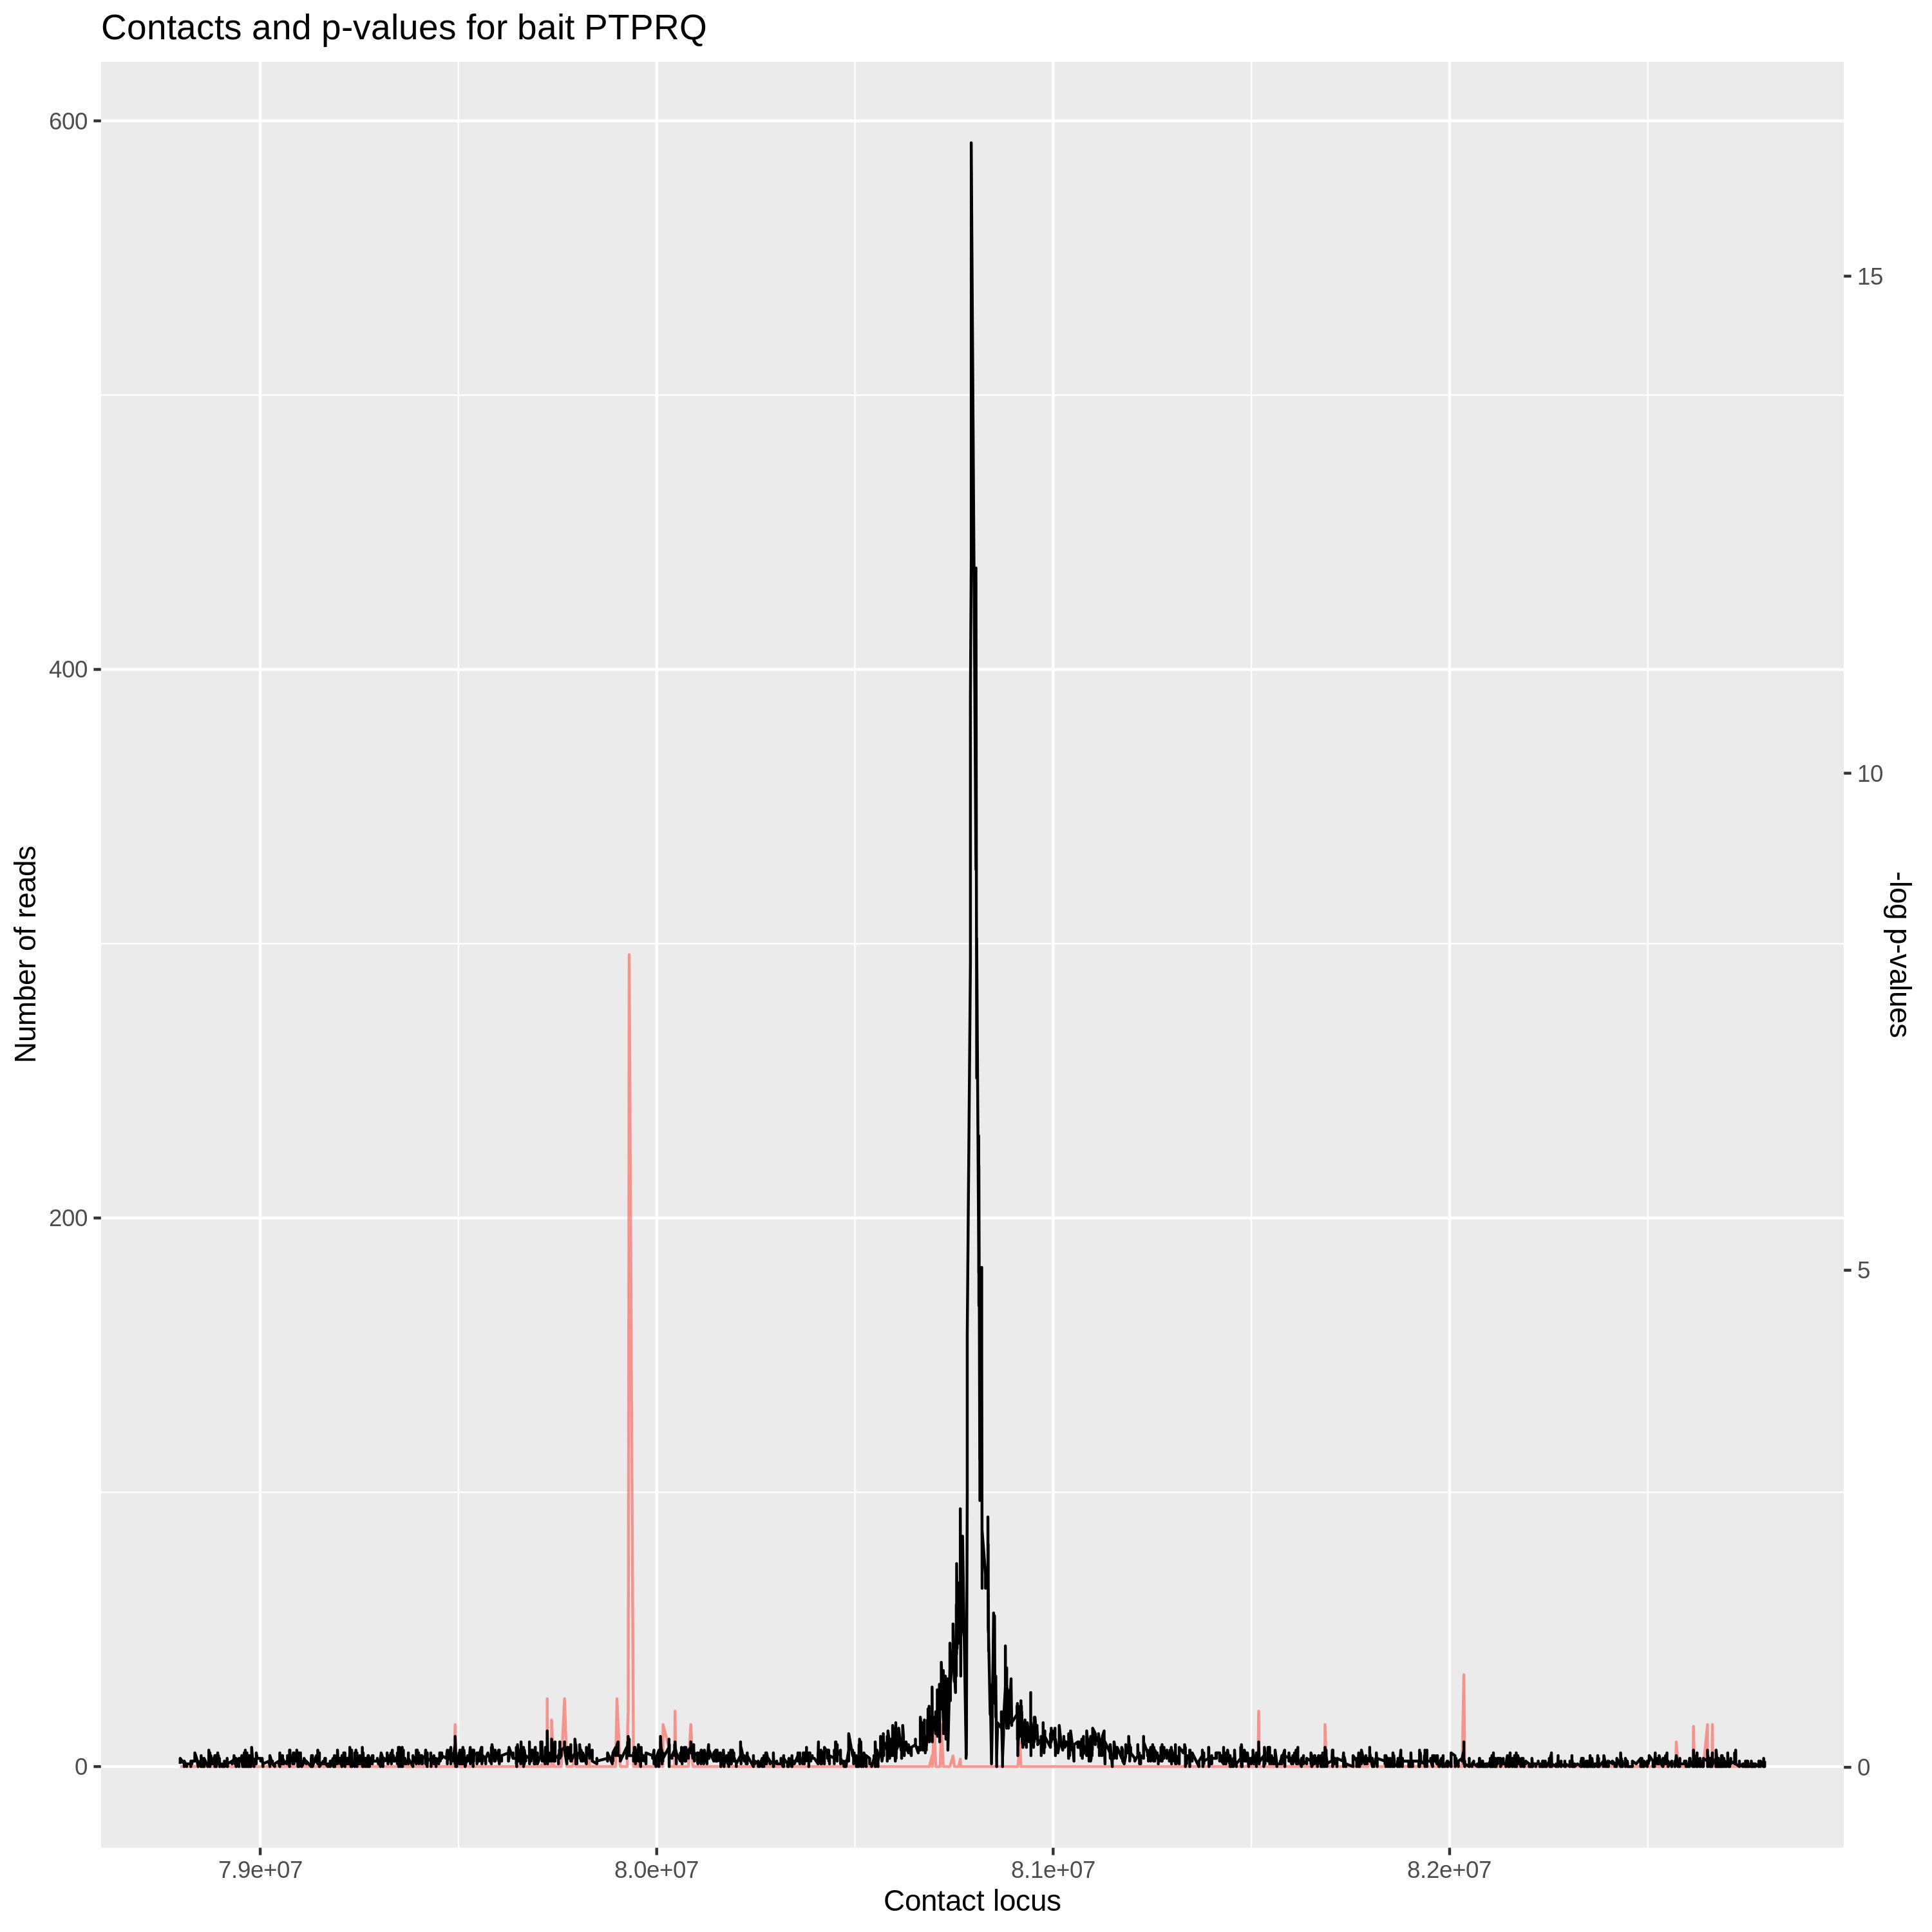 Contacts and p-values for bait PTPRQ
600
400
200
0
Number of reads
15
10
5
0
-log p-values
7.9e+07
8.0e+07
8.1e+07
8.2e+07
Contact locus